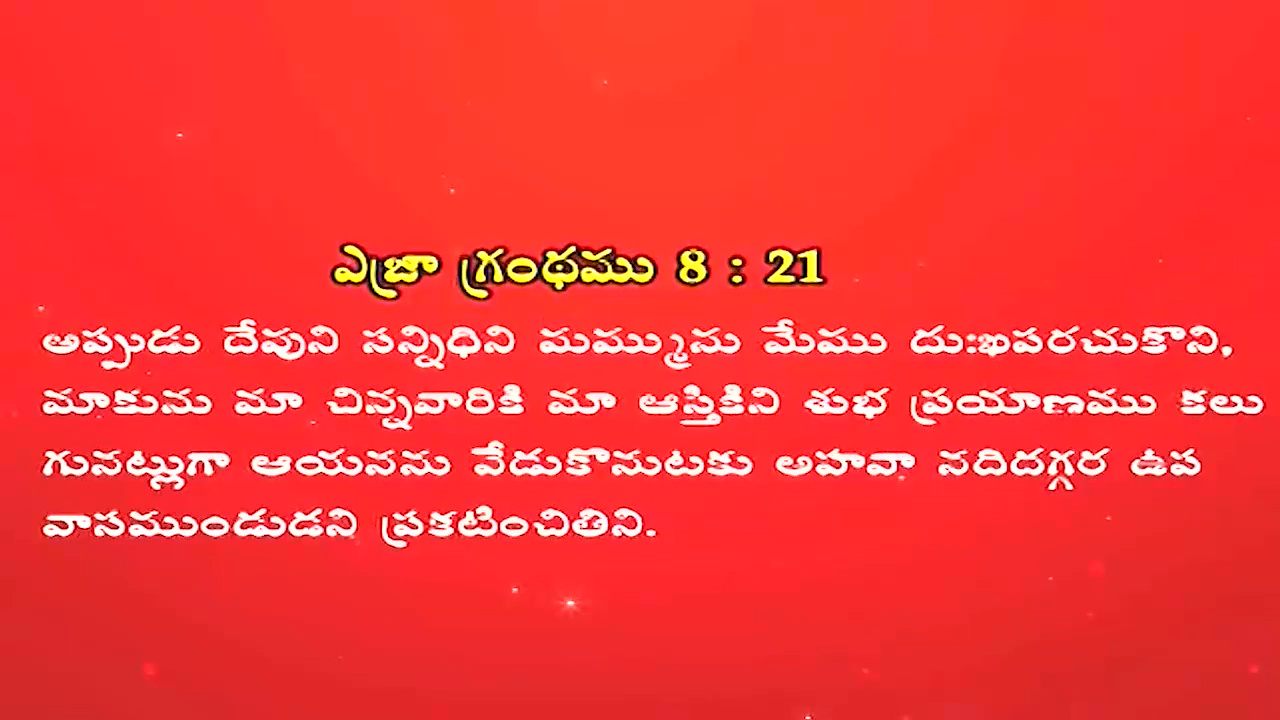 ఎజ్రా గ్రంథము 8 : 21
అప్పుడు దేవుని సన్నిధిని మమ్మును మేము దుఃఖపరచుకొని,
మాకును మా చిన్నవారికి మా ఆస్తికిని శుభ ప్రయాణము కలు
గునట్లుగా ఆయనను వేడుకొనుటకు అహవా నదిదగ్గర ఉప
వాసముండుడని ప్రకటించితిని.